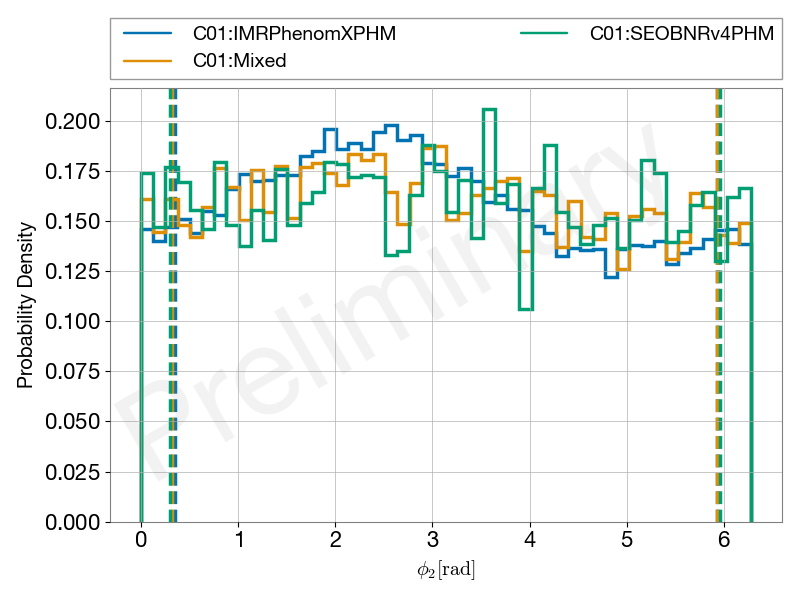 C01:IMRPhenomXPHM
C01:Mixed
C01:SEOBNRv4PHM
Probability Density
0.200
0.175
0.150
0.125
0.100
0.075
0.050
0.025
0.000
Preliminary
0 1 2 3 4 5 6
ϕ₂[rad]